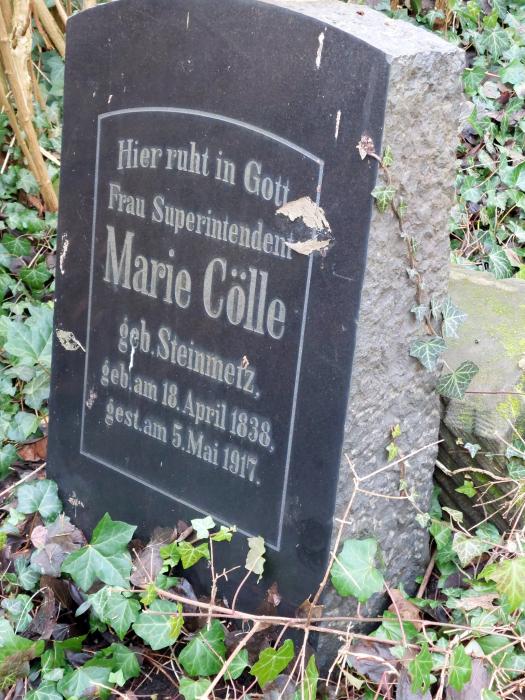 Hier ruht in Gott
Frau Superintendent
Marie Cölle
geb. Steinmetz,
geb. am 18. April 1838,
gest. am 5. Mai 1917.